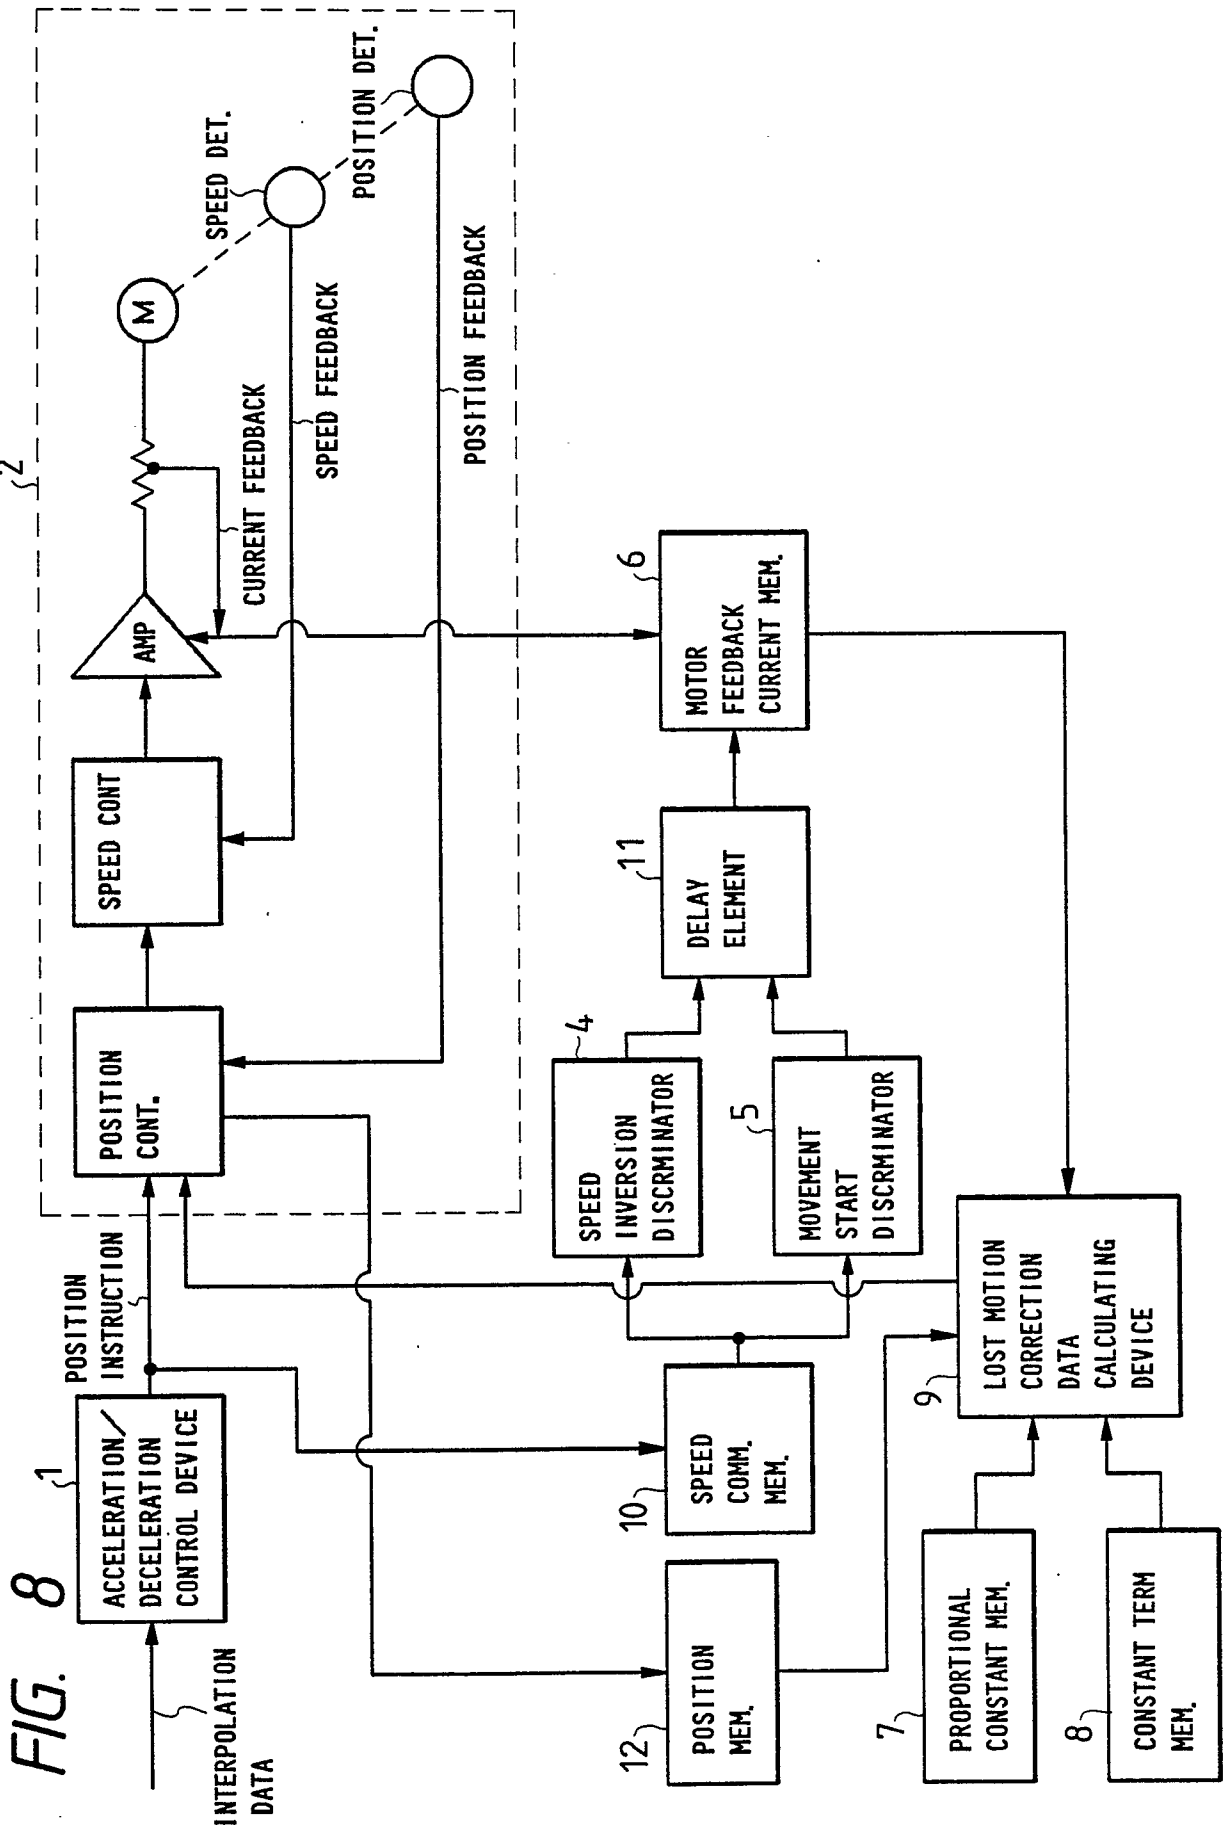 FIG. 8
INTERPOLATION
DATA
1
ACCLERATION/
DECELERATION
CONTROL DEVICE
POSITION
INSTRUCTION
2
POSITION
CONT.
SPEED CONT
AMP
M
CURRENT FEEDBACK
SPEED DET.
SPEED FEEDBACK
POSITION DET.
POSITION FEEDBACK
12
POSITION
MEM.
10
SPEED
COMM.
MEM.
4
SPEED
INVERSION
DISCRMINATOR
5
MOVEMENT
START
DISCRMINATOR
11
DELAY
ELEMENT
6
MOTOR
FEEDBACK
CURRENT MEM.
7
PROPORTIONAL
CONSTANT MEM.
8
CONSTANT TERM
MEM.
9
LOST MOTION
CORRECTION
DATA
CALCULATING
DEVICE